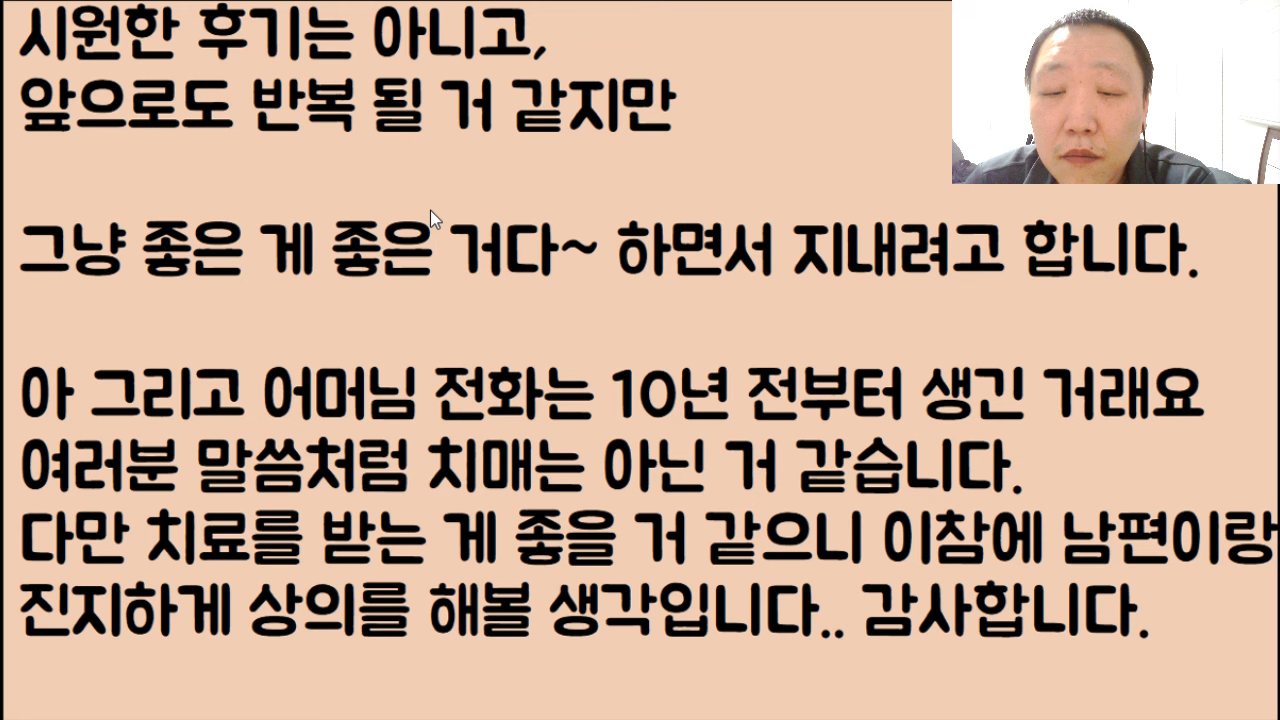 시원한 후기는 아니고,
앞으로도 반복 될 거 같지만
그냥 좋은 게 좋은 거다~ 하면서 지내려고 합니다.
아 그리고 어머님 전화는 10년 전부터 생긴 거래요
여러분 말씀처럼 치매는 아닌 거 같습니다.
다만 치료를 받는 게 좋을 거 같으니 이참에 남편이랑
진지하게 상의를 해볼 생각입니다.. 감사합니다.